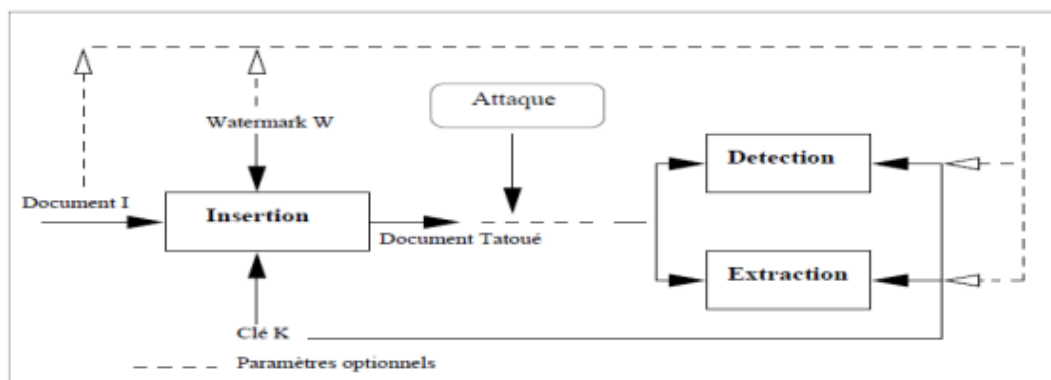 Attaque
Watermark W
Detection
Document I
Insertion
Document Tatoué
Extraction
Clé K
Paramètres optionnels